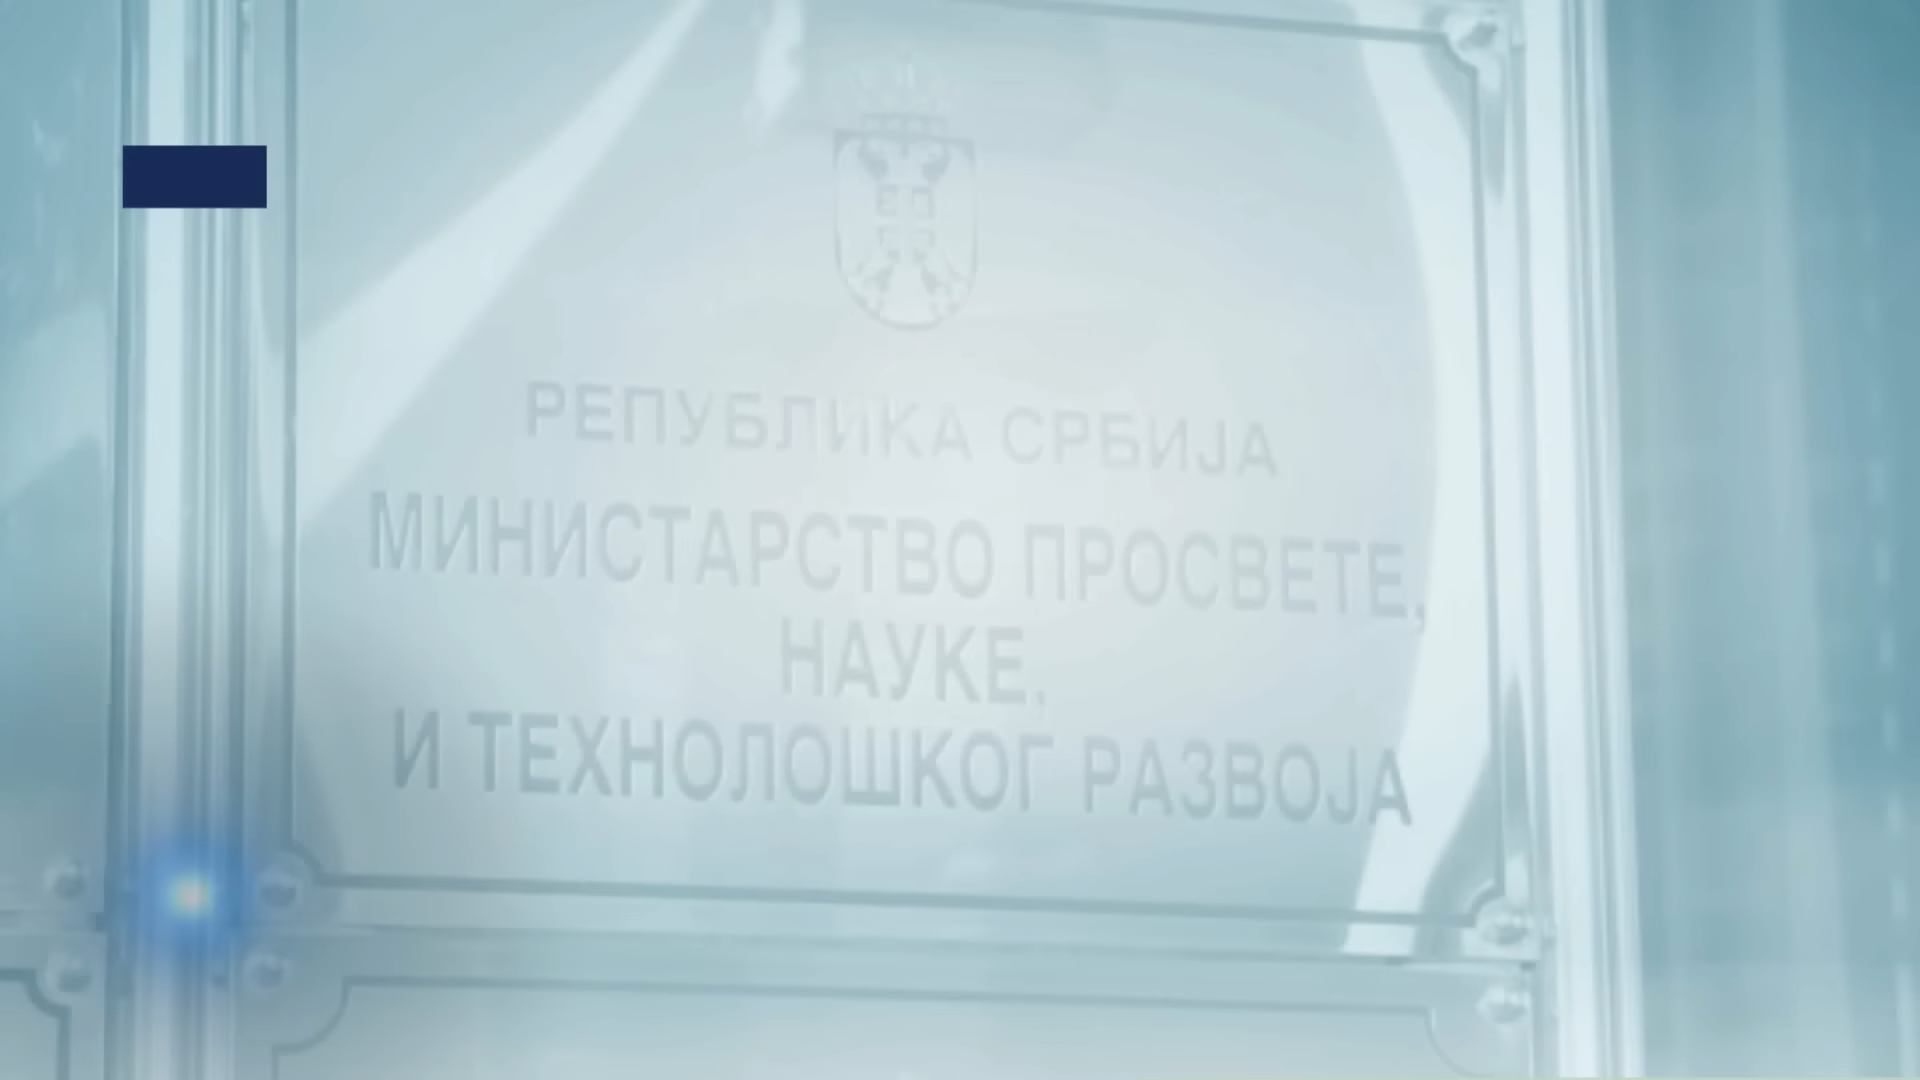 РЕПУБЛИКА СРБИЈА
МИНИСТАРСТВО ПРОСВЕТЕ,
НАУКЕ,
И ТЕХНОЛОШКОГ РАЗВОЈА